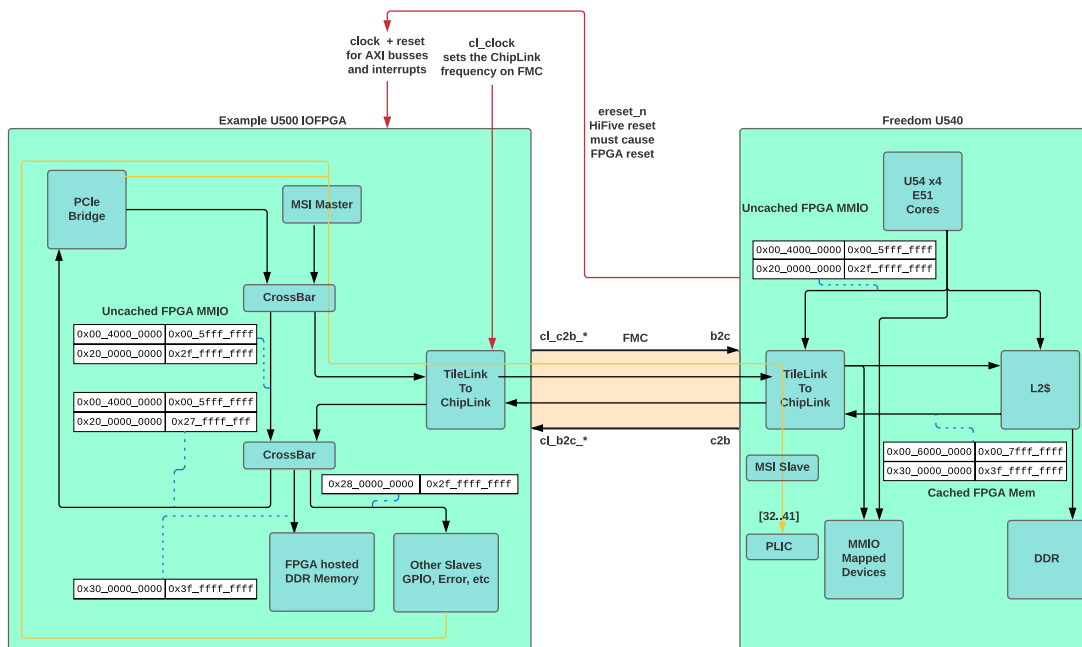 clock + reset
for AXI busses
and interrupts
cl_clock
sets the ChipLink
frequency on FMC
ereset_n
HiFive reset
must cause
FPGA reset
Example U500 IOFPGA
PCIe
Bridge
MSI Master
CrossBar
Uncached FPGA MMIO
0x00_4000_0000 0x00_5fff_ffff
0x20_0000_0000 0x2f_ffff_ffff
0x00_4000_0000 0x00_5fff_ffff
0x20_0000_0000 0x27_ffff_fff
CrossBar
0x28_0000_0000 0x2f_ffff_ffff
TileLink
To
ChipLink
FPGA hosted
DDR Memory
Other Slaves
GPIO, Error, etc
0x30_0000_0000 0x3f_ffff_ffff
cl_c2b_* FMC b2c
cl_b2c_* c2b
Freedom U540
U54 x4
E51
Cores
Uncached FPGA MMIO
0x00_4000_0000 0x00_5fff_ffff
0x20_0000_0000 0x2f_ffff_ffff
TileLink
To
ChipLink
L2$
0x00_6000_0000 0x00_7fff_ffff
0x30_0000_0000 0x3f_ffff_ffff
Cached FPGA Mem
MSI Slave
[32..41]
PLIC
MMIO
Mapped
Devices
DDR